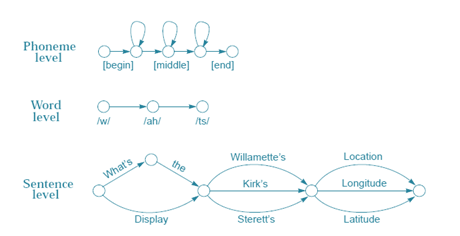 Phoneme
level
[begin] [middle] [end]
Word
level
/w/ /ah/ /ts/
Sentence
level
What's the
Display
Willamette's
Kirk's
Sterett's
Location
Longitude
Latitude